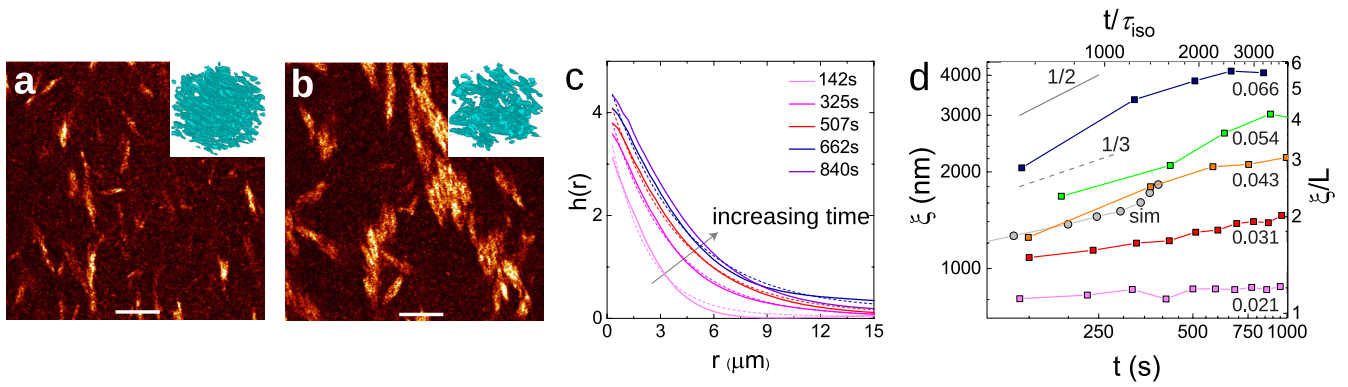 a
b
c
4
2
0
h(r)
0
3
6
9
12
15
r (μm)
142s
325s
507s
662s
840s
increasing time
d
t/τiso
1000
2000
3000
4000
3000
2000
1000
ξ (nm)
1/2
1/3
0.066
0.054
0.043
sim
0.031
0.021
6
5
4
3
2
1
ξ/L
250
500
750
1000
t (s)